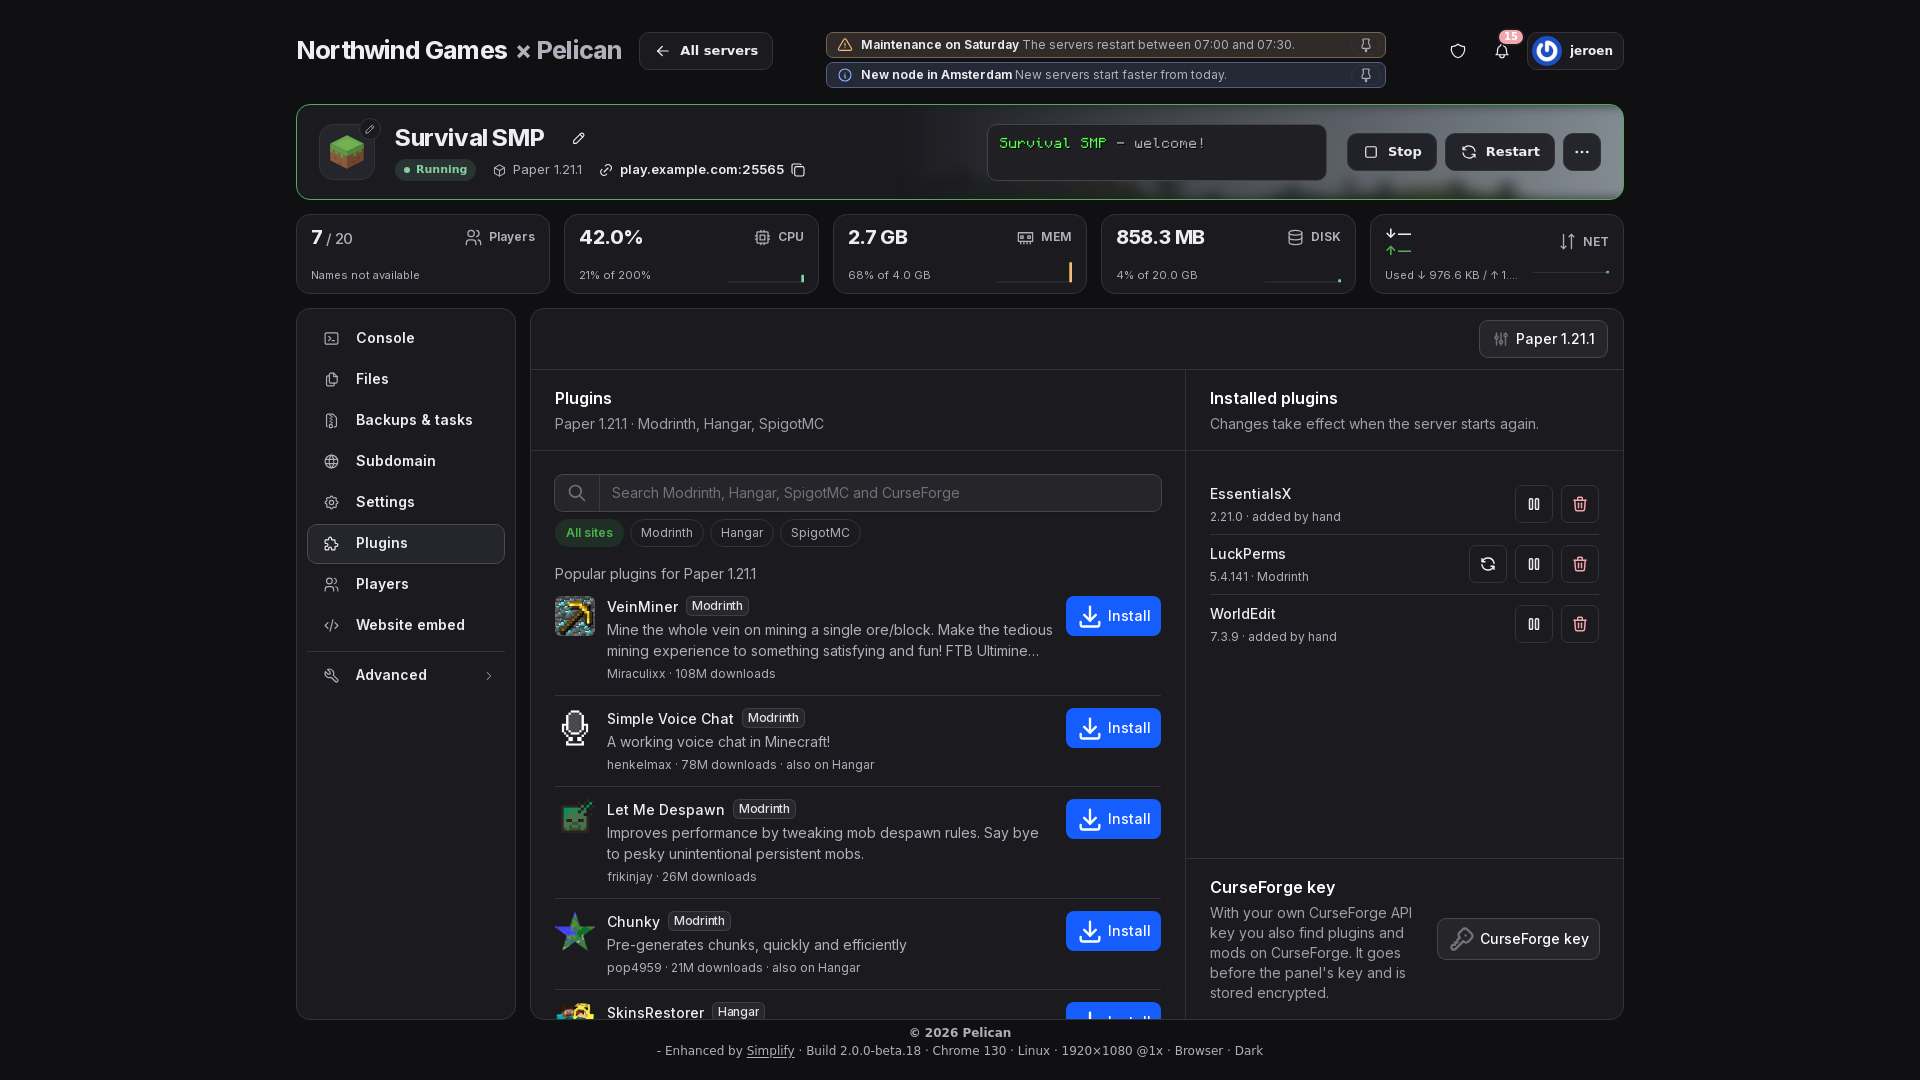 Northwind Games × Pelican
All servers
Maintenance on Saturday The servers restart between 07:00 and 07:30.
New node in Amsterdam New servers start faster from today.
15
jeroen
Survival SMP
Running
Paper 1.21.1
play.example.com:25565
Survival SMP - welcome!
Stop
Restart
7 / 20
Players
Names not available
42.0%
CPU
21% of 200%
2.7 GB
MEM
68% of 4.0 GB
858.3 MB
DISK
4% of 20.0 GB
↓—
↑—
NET
Used ↓ 976.6 KB / ↑ 1...
Console
Files
Backups & tasks
Subdomain
Settings
Plugins
Players
Website embed
Advanced
Paper 1.21.1
Plugins
Paper 1.21.1 · Modrinth, Hangar, SpigotMC
Search Modrinth, Hangar, SpigotMC and CurseForge
All sites
Modrinth
Hangar
SpigotMC
Popular plugins for Paper 1.21.1
VeinMiner Modrinth
Mine the whole vein on mining a single ore/block. Make the tedious
mining experience to something satisfying and fun! FTB Ultimine...
Miraculixx · 108M downloads
Install
Simple Voice Chat Modrinth
A working voice chat in Minecraft!
henkelmax · 78M downloads · also on Hangar
Install
Let Me Despawn Modrinth
Improves performance by tweaking mob despawn rules. Say bye
to pesky unintentional persistent mobs.
frikinjay · 26M downloads
Install
Chunky Modrinth
Pre-generates chunks, quickly and efficiently
pop4959 · 21M downloads · also on Hangar
Install
SkinsRestorer Hangar
Install
Installed plugins
Changes take effect when the server starts again.
EssentialsX
2.21.0 · added by hand
LuckPerms
5.4.141 · Modrinth
WorldEdit
7.3.9 · added by hand
CurseForge key
With your own CurseForge API
key you also find plugins and
mods on CurseForge. It goes
before the panel's key and is
stored encrypted.
CurseForge key
© 2026 Pelican
- Enhanced by Simplify · Build 2.0.0-beta.18 · Chrome 130 · Linux · 1920×1080 @1x · Browser · Dark